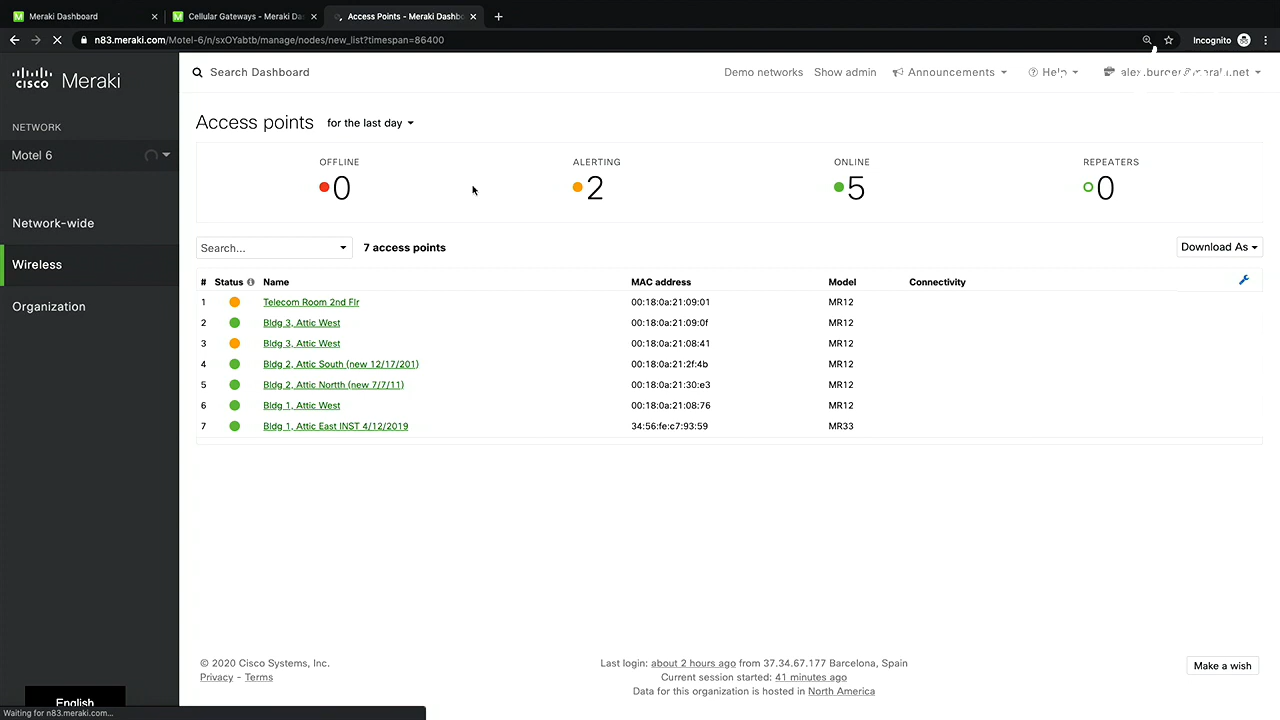 Meraki Dashboard
Cellular Gateways - Meraki Das
Access Points - Meraki Dashbo
n83.meraki.com/Motel-6/n/sxOYabtb/manage/nodes/new_list?timespan=86400
Incognito
cisco Meraki
Search Dashboard
Demo networks Show admin Announcements Help
NETWORK
Motel 6
Network-wide
Wireless
Organization
English
Access points for the last day
OFFLINE ALERTING ONLINE REPEATERS
0 2 5 0
Search... 7 access points Download As
# Status Name MAC address Model Connectivity
1 Telecom Room 2nd Flr 00:18:0a:21:09:01 MR12
2 Bldg 3, Attic West 00:18:0a:21:09:0f MR12
3 Bldg 3, Attic West 00:18:0a:21:08:41 MR12
4 Bldg 2, Attic South (new 12/17/201) 00:18:0a:21:2f:4b MR12
5 Bldg 2, Attic Nortth (new 7/7/11) 00:18:0a:21:30:e3 MR12
6 Bldg 1, Attic West 00:18:0a:21:08:76 MR12
7 Bldg 1, Attic East INST 4/12/2019 34:56:fe:c7:93:59 MR33
© 2020 Cisco Systems, Inc.
Privacy - Terms
Last login: about 2 hours ago from 37.34.67.177 Barcelona, Spain
Current session started: 41 minutes ago
Data for this organization is hosted in North America
Make a wish
Waiting for n83.meraki.com...